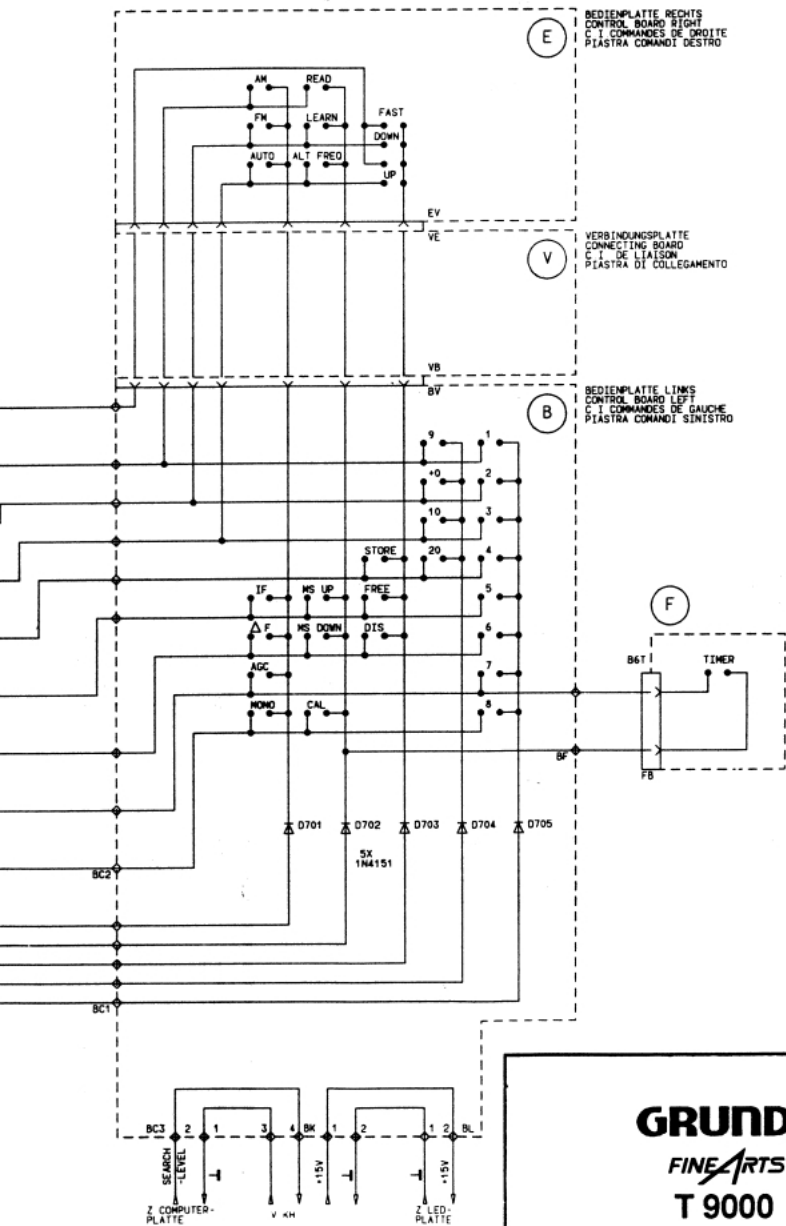 E
BEDIENPLATTE RECHTS
CONTROL BOARD RIGHT
C I COMMANDES DE DROITE
PIASTRA COMANDI DESTRO
AM READ
FAST
FM LEARN
DOWN
AUTO ALT FREQ
UP
EV
VE
V
VERBINDUNGSPLATTE
CONNECTING BOARD
C I DE LIAISON
PIASTRA DI COLLEGAMENTO
VB
BV
B
BEDIENPLATTE LINKS
CONTROL BOARD LEFT
C I COMMANDES DE GAUCHE
PIASTRA COMANDI SINISTRO
9 1
+0 2
10 3
STORE 20 4
IF MS UP FREE 5
△F MS DOWN DIS 6
AGC 7
MONO CAL 8
F
B6T TIMER
BF
FB
D701 D702 D703 D704 D705
5X
1N4151
BC2
BC1
BC3 2 1 3 4 BK 1 2 1 2 BL
SEARCH
-LEVEL
+15V
+15V
Z COMPUTER-
PLATTE
Z LED-
PLATTE
GRUND
FINEARTS
T 9000